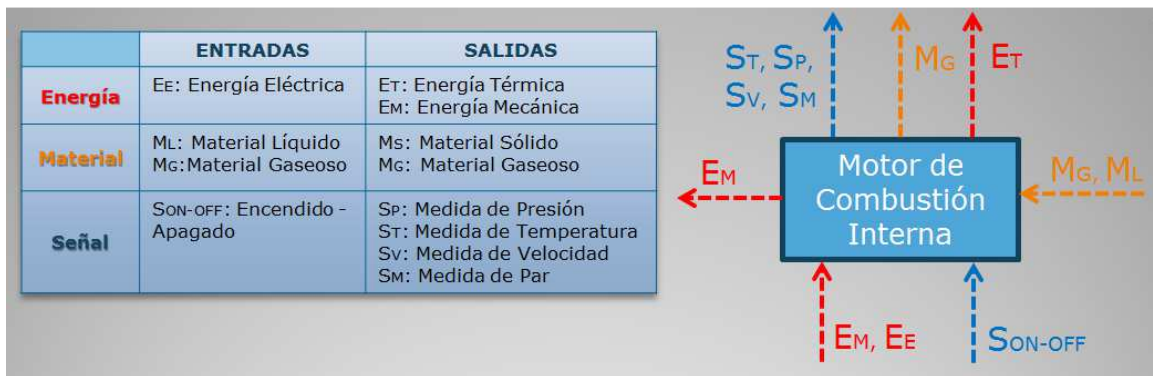 ENTRADAS SALIDAS
Energía
EE: Energía Eléctrica
ET: Energía Térmica
EM: Energía Mecánica
Material
ML: Material Líquido
MG:Material Gaseoso
MS: Material Sólido
MG: Material Gaseoso
Señal
SON-OFF: Encendido -
Apagado
SP: Medida de Presión
ST: Medida de Temperatura
SV: Medida de Velocidad
SM: Medida de Par
ST, SP,
SV, SM
MG
ET
EM
Motor de
Combustión
Interna
MG, ML
EM, EE
SON-OFF